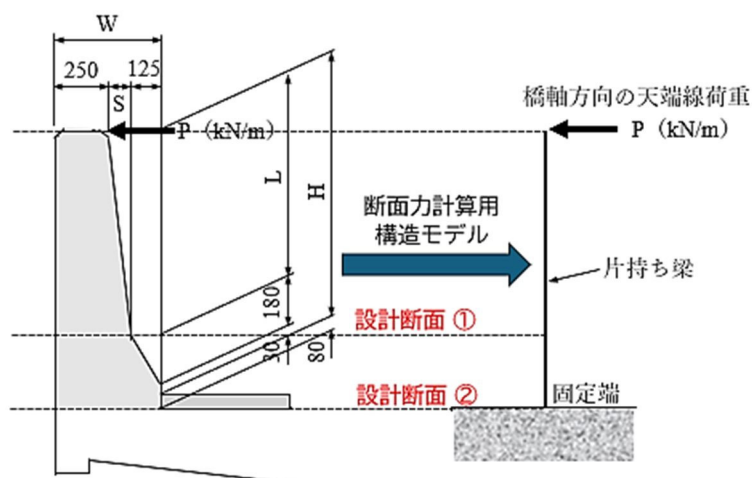 W
250
125
S
P（kN/m）
L
H
180
30
80
断面力計算用
構造モデル
設計断面 ①
設計断面 ②
橋軸方向の天端線荷重
P（kN/m）
片持ち梁
固定端